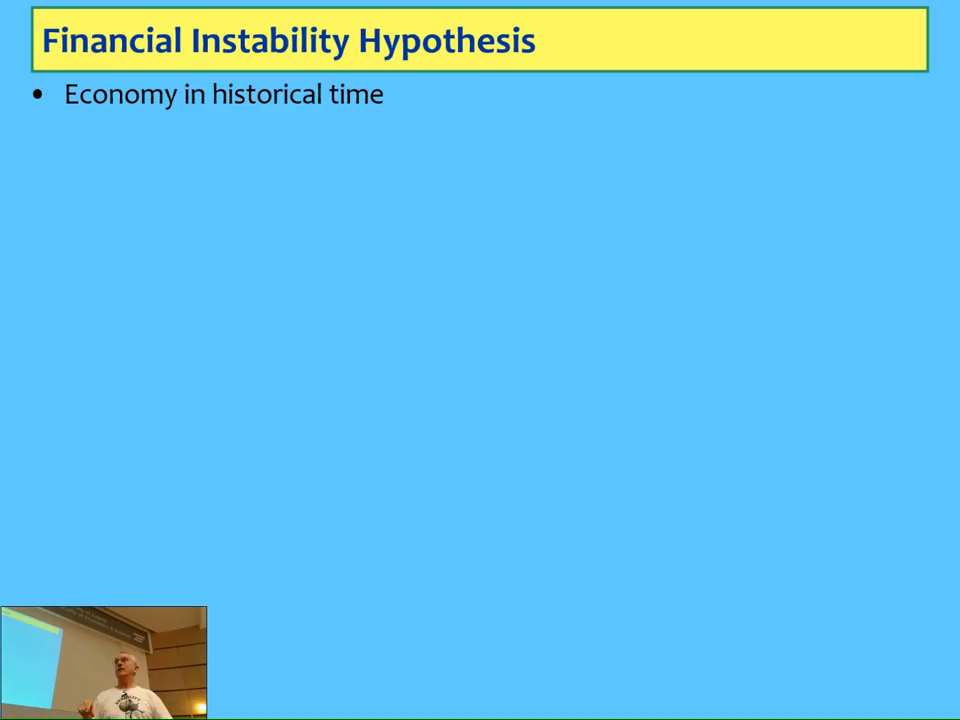 Financial Instability Hypothesis
• Economy in historical time